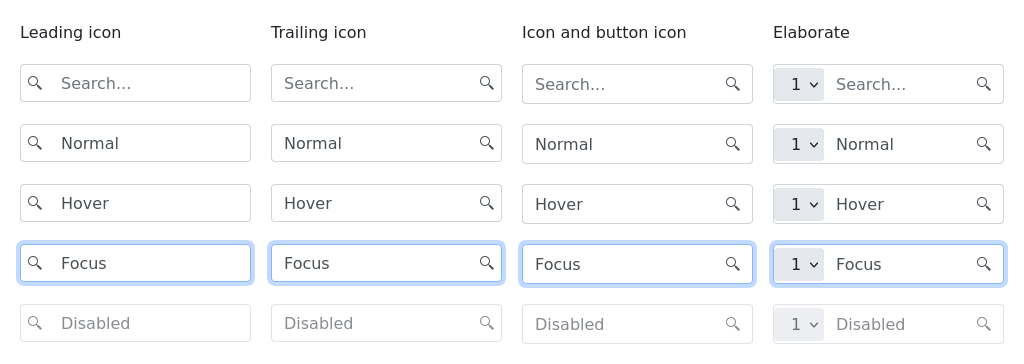 Leading icon Trailing icon Icon and button icon Elaborate
Search... Search... Search... 1 Search...
Normal Normal Normal 1 Normal
Hover Hover Hover 1 Hover
Focus Focus Focus 1 Focus
Disabled Disabled Disabled 1 Disabled